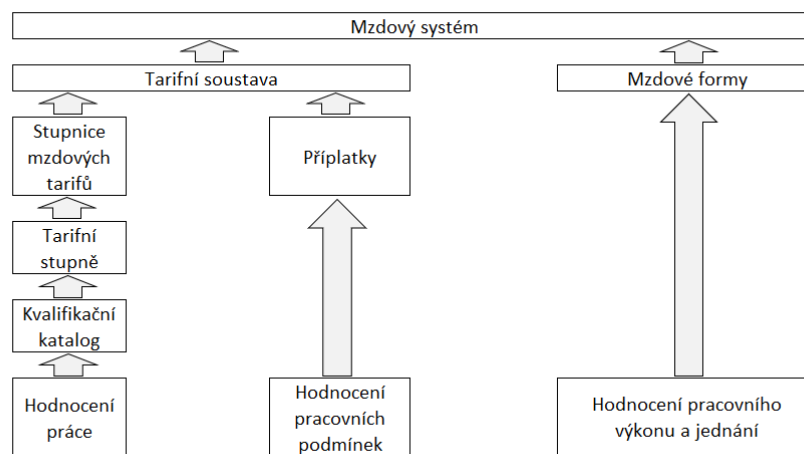 Mzdový systém
Tarifní soustava
Mzdové formy
Stupnice
mzdových
tarifů
Příplatky
Tarifní
stupně
Kvalifikační
katalog
Hodnocení
práce
Hodnocení
pracovních
podmínek
Hodnocení pracovního
výkonu a jednání